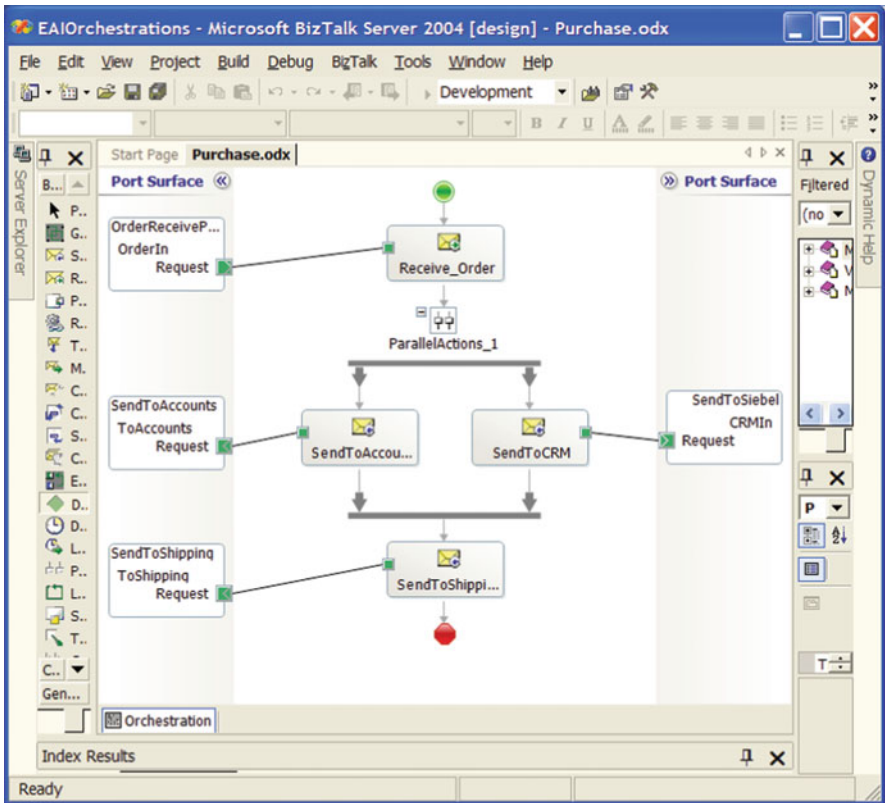 EAIOrchestrations - Microsoft BizTalk Server 2004 [design] - Purchase.odx
File Edit View Project Build Debug BizTalk Tools Window Help
Development
B I U A
Server Explorer
B...
P..
G..
S..
R..
P..
R..
T..
M.
C..
C..
S..
C..
E..
D..
D..
L..
P..
L..
S..
T..
C..
Gen...
Start Page Purchase.odx
Port Surface
Port Surface
OrderReceiveP...
OrderIn
Request
Receive_Order
ParallelActions_1
SendToAccounts
ToAccounts
Request
SendToAccou...
SendToCRM
SendToSiebel
CRMIn
Request
SendToShipping
ToShipping
Request
SendToShippi...
Orchestration
Filtered
(no
M
V
N
P
T
Dynamic Help
Index Results
Ready